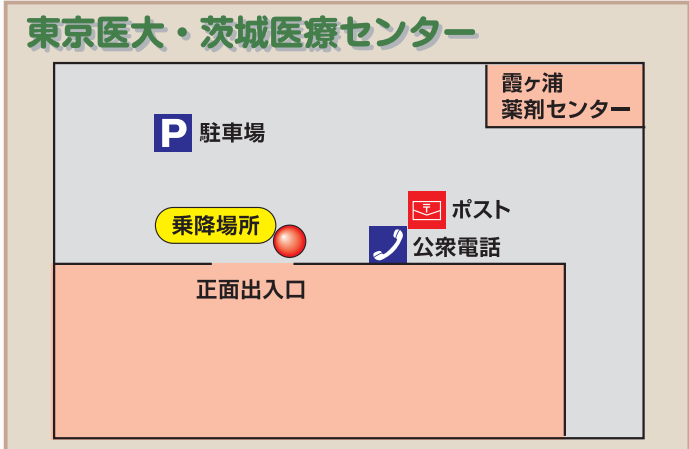 東京医大・茨城医療センター
霞ヶ浦
薬剤センター
P 駐車場
ポスト
乗降場所
公衆電話
正面出入口